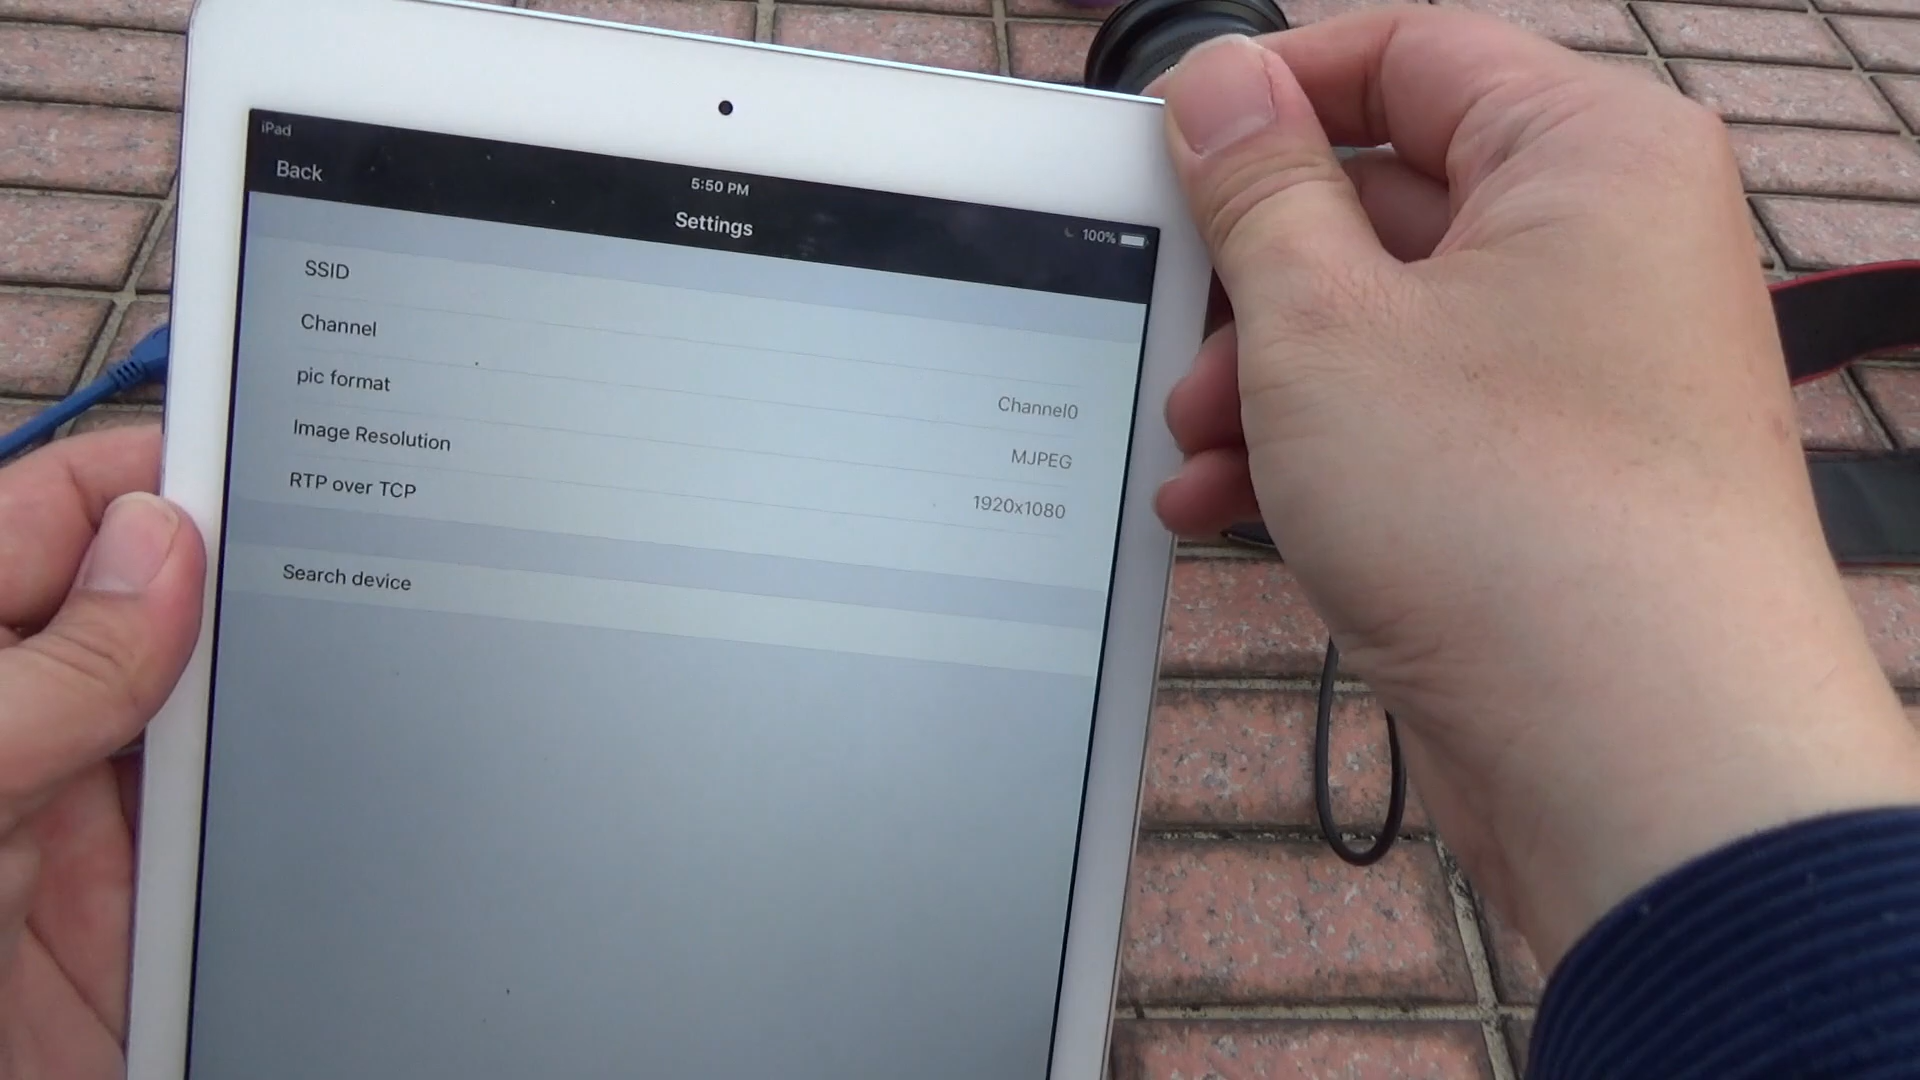 iPad
5:50 PM
100%
Back
Settings
SSID
Channel
Channel0
pic format
MJPEG
Image Resolution
1920x1080
RTP over TCP
Search device